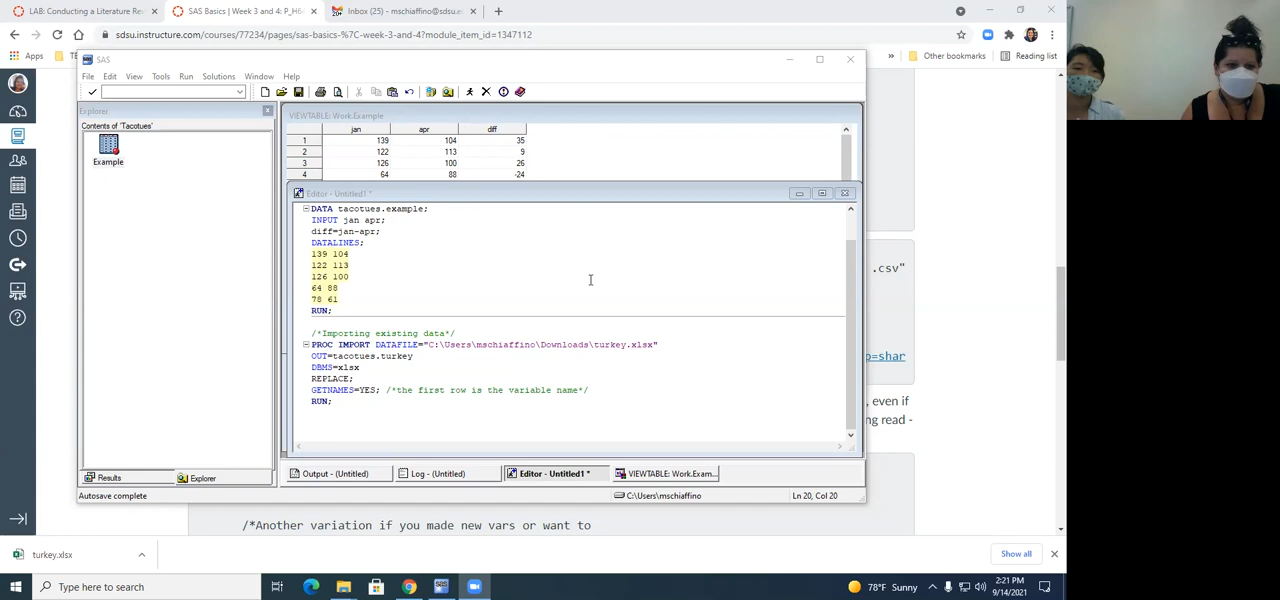 LAB: Conducting a Literature Re
SAS Basics | Week 3 and 4: P_H6
Inbox (25) - mschiaffino@sdsu.e
sdsu.instructure.com/courses/77234/pages/sas-basics-%7C-week-3-and-4?module_item_id=1347112
Apps
Other bookmarks
Reading list
SAS
File Edit View Tools Run Solutions Window Help
Explorer
Contents of 'Tacotues'
Example
VIEWTABLE: Work.Example
jan apr diff
1 139 104 35
2 122 113 9
3 126 100 26
4 64 88 -24
Editor - Untitled1 *
DATA tacotues.example;
INPUT jan apr;
diff=jan-apr;
DATALINES;
139 104
122 113
126 100
64 88
78 61
RUN;
/*Importing existing data*/
PROC IMPORT DATAFILE="C:\Users\mschiaffino\Downloads\turkey.xlsx"
OUT=tacotues.turkey
DBMS=xlsx
REPLACE;
GETNAMES=YES; /*the first row is the variable name*/
RUN;
.csv"
p=shar
, even if
ng read -
Results
Explorer
Output - (Untitled)
Log - (Untitled)
Editor - Untitled1 *
VIEWTABLE: Work.Exam...
Autosave complete
C:\Users\mschiaffino
Ln 20, Col 20
/*Another variation if you made new vars or want to
turkey.xlsx
Show all
Type here to search
78°F Sunny
2:21 PM
9/14/2021